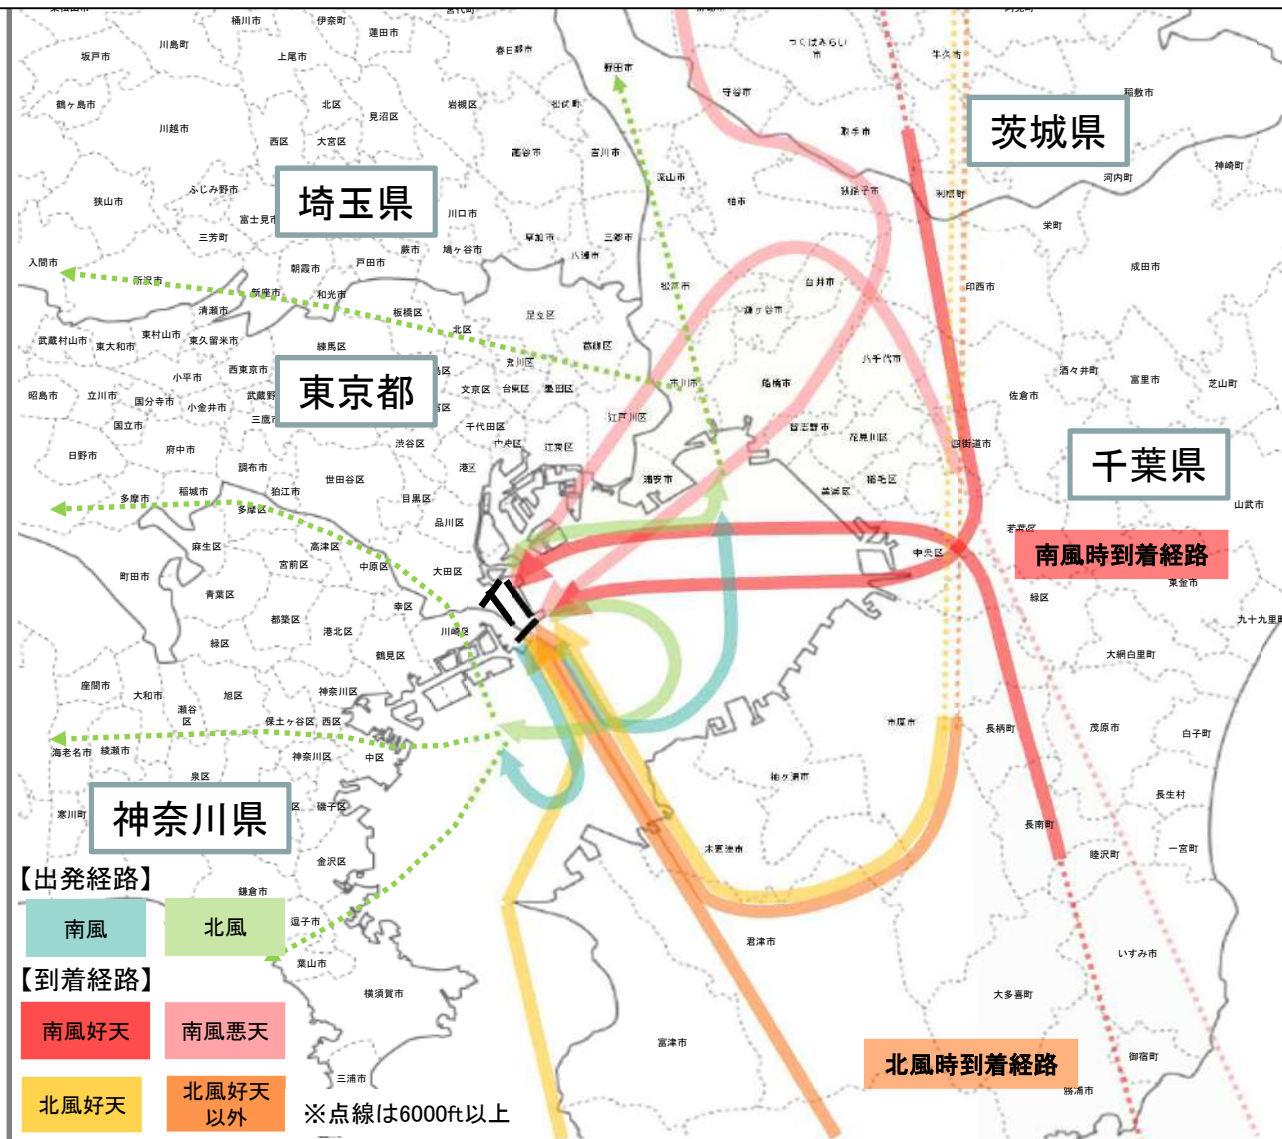 桶川市
伊奈町
蓮田市
川島町
坂戸市
上尾市
春日部市
つくばみらい
市
牛久市
野田市
鶴ヶ島市
北区
見沼区
岩槻区
松伏町
守谷市
稲敷市
茨城県
川越市
西区
大宮区
越谷市
吉川市
取手市
神崎町
河内町
流山市
柏市
我孫子市
利根町
狭山市
ふじみ野市
埼玉県
富士見市
川口市
栄町
三芳町
草加市
三郷市
蕨市
鳩ヶ谷市
八潮市
入間市
所沢市
朝霞市
戸田市
成田市
新座市
和光市
松戸市
白井市
印西市
清瀬市
板橋区
鎌ヶ谷市
足立区
北区
武蔵村山市
東大和市
東村山市
東久留米市
練馬区
葛飾区
荒川区
八千代市
酒々井町
富里市
芝山町
小平市
西東京市
東京都
文京区
台東区
墨田区
市川市
船橋市
佐倉市
昭島市
立川市
国分寺市
小金井市
国立市
千代田区
江戸川区
習志野市
花見川区
四街道市
日野市
府中市
渋谷区
中央区
江東区
千葉県
調布市
港区
世田谷区
浦安市
美浜区
稲毛区
多摩市
稲城市
狛江市
目黒区
多摩区
品川区
山武市
若葉区
麻生区
高津区
中央区
南風時到着経路
町田市
宮前区
中原区
大田区
東金市
青葉区
幸区
緑区
都築区
港北区
川崎区
九十九里町
緑区
鶴見区
大網白里町
座間市
大和市
瀬谷
区
旭区
神奈川区
保土ヶ谷区
西区
市原市
長柄町
茂原市
白子町
海老名市
綾瀬市
神奈川区
中区
泉区
袖ヶ浦市
長生村
寒川町
神奈川県
磯子区
長南町
木更津市
睦沢町
一宮町
金沢区
【出発経路】
鎌倉市
南風
北風
逗子市
君津市
いすみ市
葉山市
【到着経路】
横須賀市
大多喜町
南風好天
南風悪天
富津市
北風時到着経路
御宿町
三浦市
勝浦市
北風好天
北風好天
以外
※点線は6000ft以上